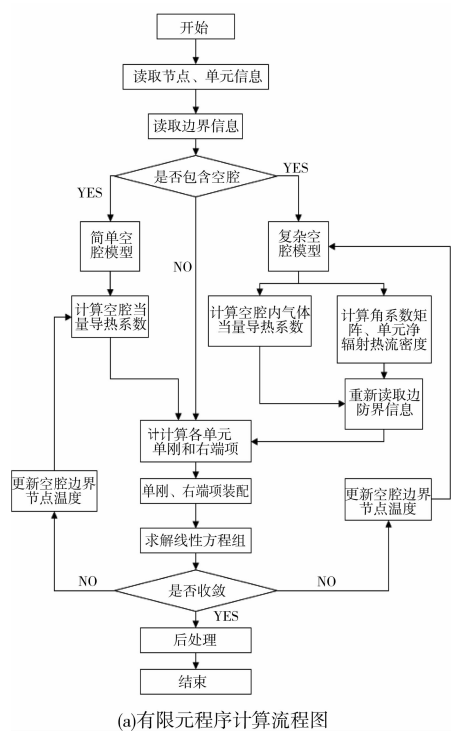 开始
读取节点、单元信息
读取边界信息
是否包含空腔
YES
YES
NO
简单空
腔模型
复杂空
腔模型
计算空腔当
量导热系数
计算空腔内气体
当量导热系数
计算角系数矩
阵、单元净
辐射热流密度
重新读取边
防界信息
计计算各单元
单刚和右端项
更新空腔边界
节点温度
单刚、右端项装配
更新空腔边界
节点温度
求解线性方程组
NO
是否收敛
NO
YES
后处理
结束
(a)有限元程序计算流程图